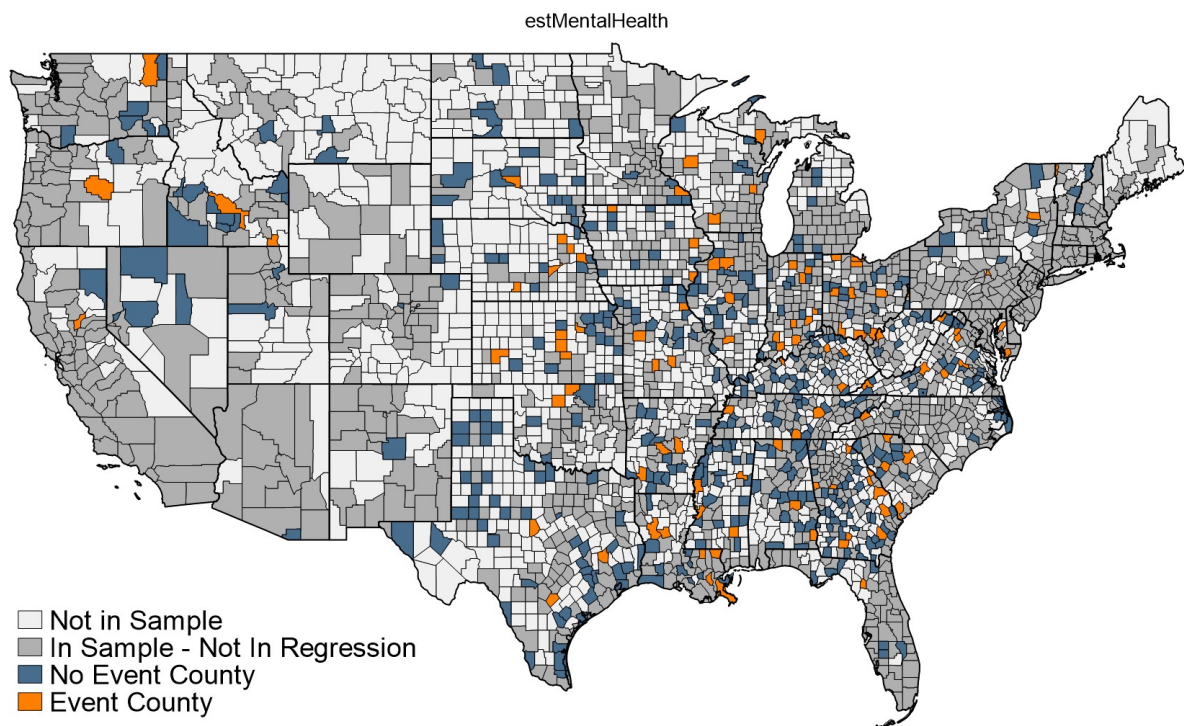 estMentalHealth
Not in Sample
In Sample - Not In Regression
No Event County
Event County